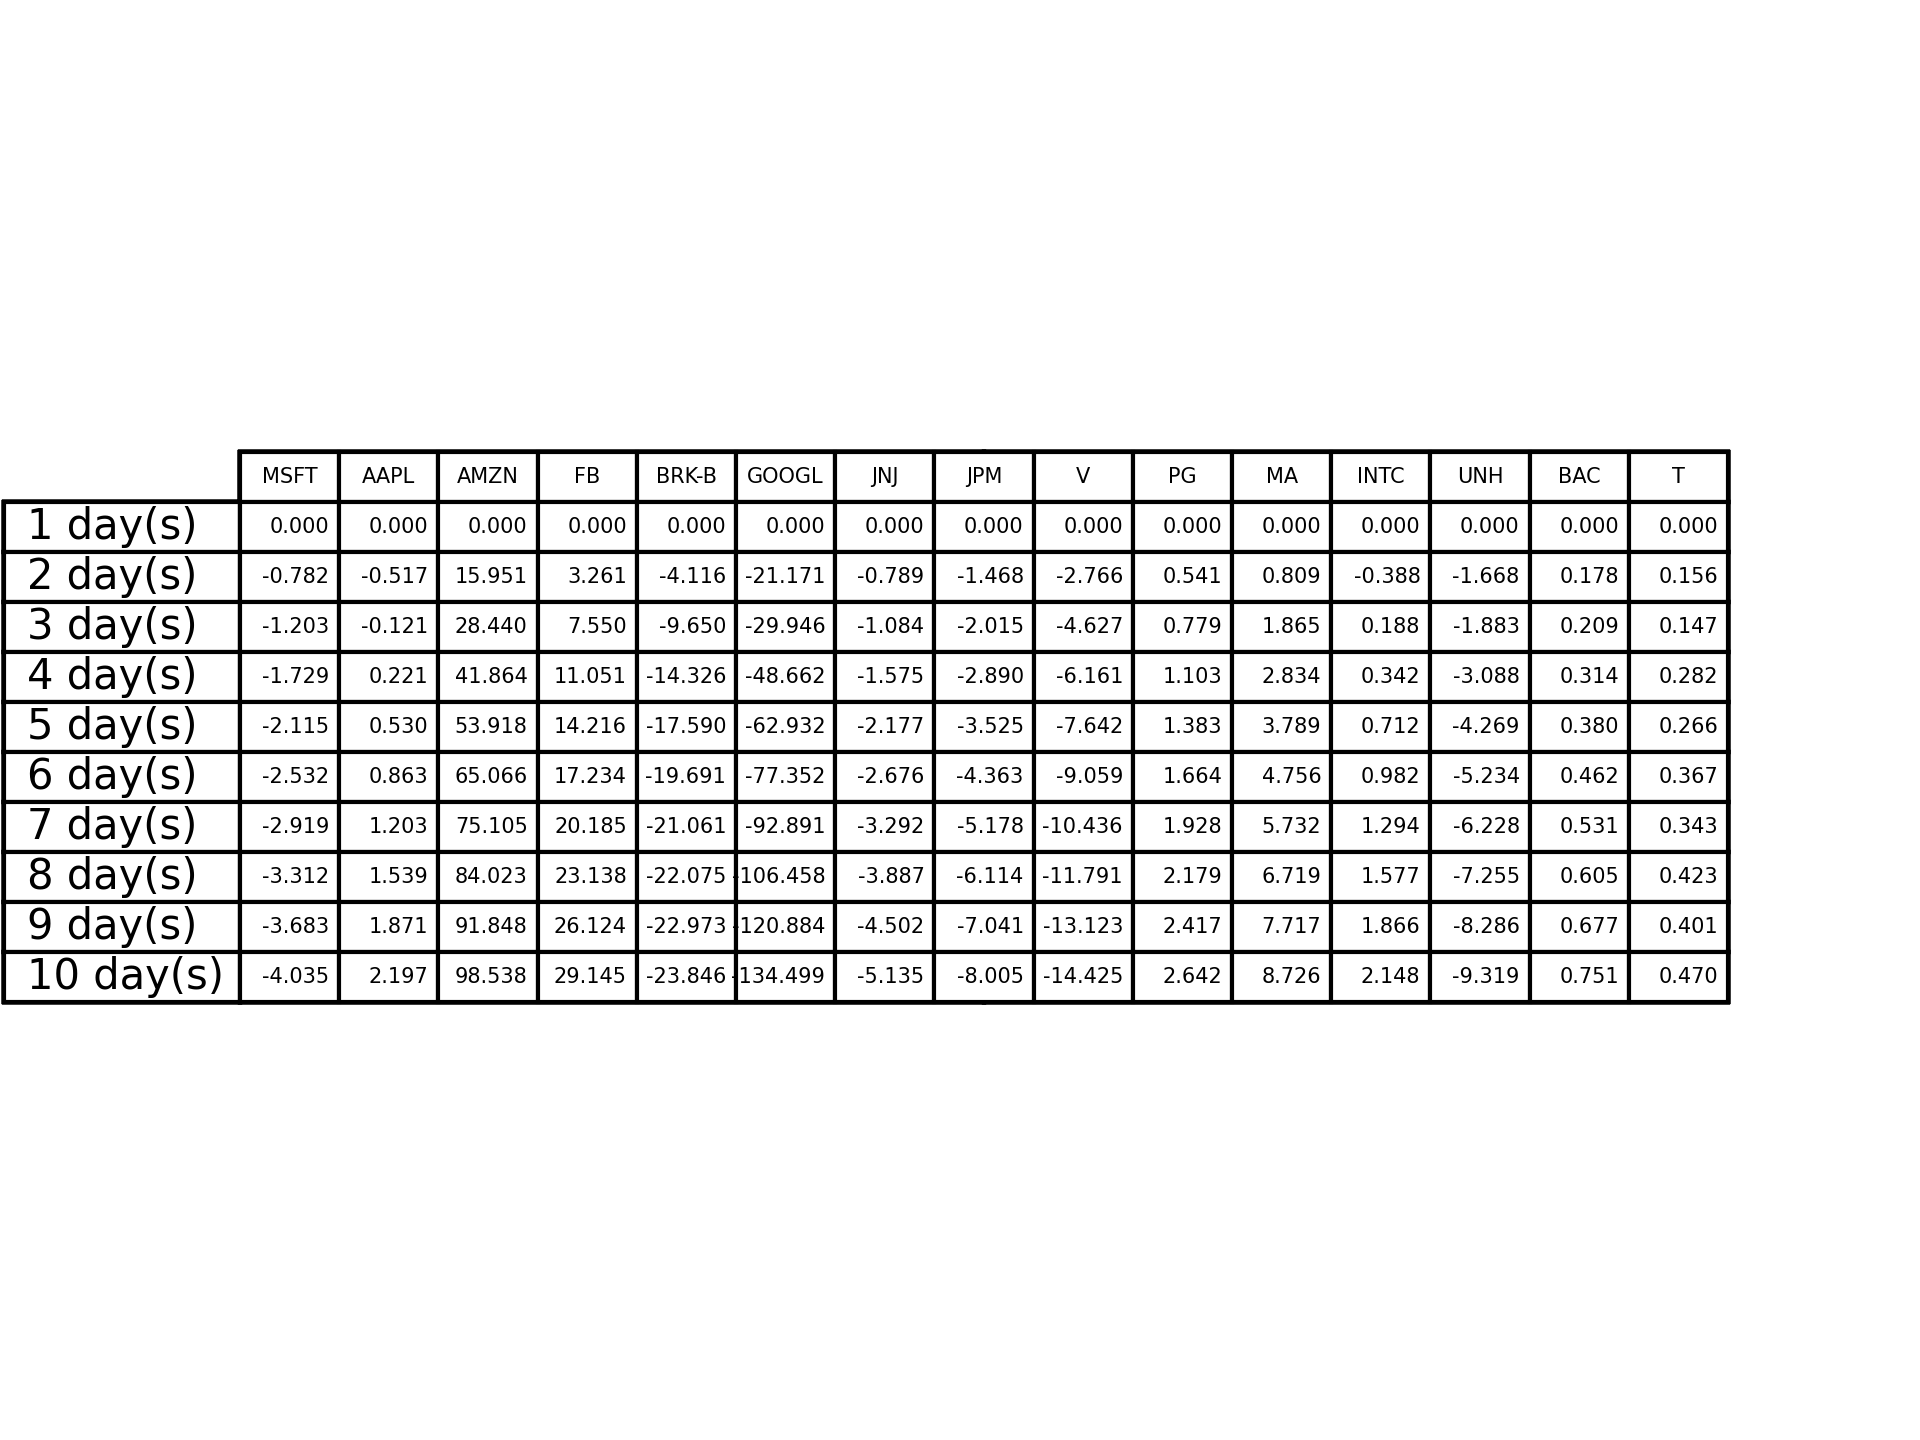 MSFT AAPL AMZN FB BRK-B GOOGL JNJ JPM V PG MA INTC UNH BAC T
1 day(s) 0.000 0.000 0.000 0.000 0.000 0.000 0.000 0.000 0.000 0.000 0.000 0.000 0.000 0.000 0.000
2 day(s) -0.782 -0.517 15.951 3.261 -4.116 -21.171 -0.789 -1.468 -2.766 0.541 0.809 -0.388 -1.668 0.178 0.156
3 day(s) -1.203 -0.121 28.440 7.550 -9.650 -29.946 -1.084 -2.015 -4.627 0.779 1.865 0.188 -1.883 0.209 0.147
4 day(s) -1.729 0.221 41.864 11.051 -14.326 -48.662 -1.575 -2.890 -6.161 1.103 2.834 0.342 -3.088 0.314 0.282
5 day(s) -2.115 0.530 53.918 14.216 -17.590 -62.932 -2.177 -3.525 -7.642 1.383 3.789 0.712 -4.269 0.380 0.266
6 day(s) -2.532 0.863 65.066 17.234 -19.691 -77.352 -2.676 -4.363 -9.059 1.664 4.756 0.982 -5.234 0.462 0.367
7 day(s) -2.919 1.203 75.105 20.185 -21.061 -92.891 -3.292 -5.178 -10.436 1.928 5.732 1.294 -6.228 0.531 0.343
8 day(s) -3.312 1.539 84.023 23.138 -22.075 -106.458 -3.887 -6.114 -11.791 2.179 6.719 1.577 -7.255 0.605 0.423
9 day(s) -3.683 1.871 91.848 26.124 -22.973 -120.884 -4.502 -7.041 -13.123 2.417 7.717 1.866 -8.286 0.677 0.401
10 day(s) -4.035 2.197 98.538 29.145 -23.846 -134.499 -5.135 -8.005 -14.425 2.642 8.726 2.148 -9.319 0.751 0.470